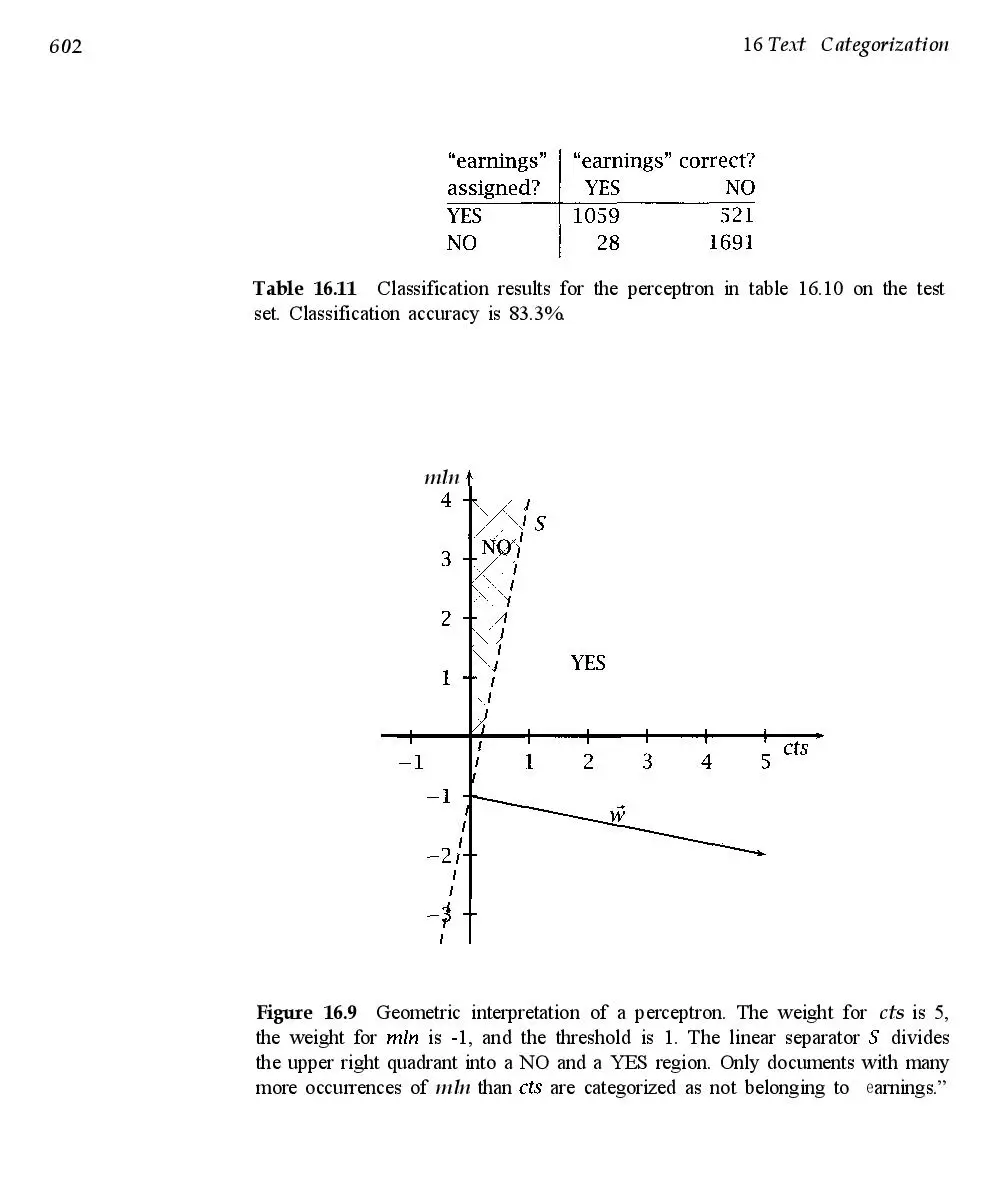 602
16 Text Categorization
“earnings” “earnings” correct?
assigned? YES NO
YES 1059 521
NO 28 1691
Table 16.11 Classification results for the perceptron in table 16.10 on the test
set. Classification accuracy is 83.3%.
mln
4
S
NO
3
2
YES
1
cts
−1 1 2 3 4 5
−1
w⃗
−2
−3
Figure 16.9 Geometric interpretation of a perceptron. The weight for cts is 5,
the weight for mln is -1, and the threshold is 1. The linear separator S divides
the upper right quadrant into a NO and a YES region. Only documents with many
more occurrences of mln than cts are categorized as not belonging to earnings.”